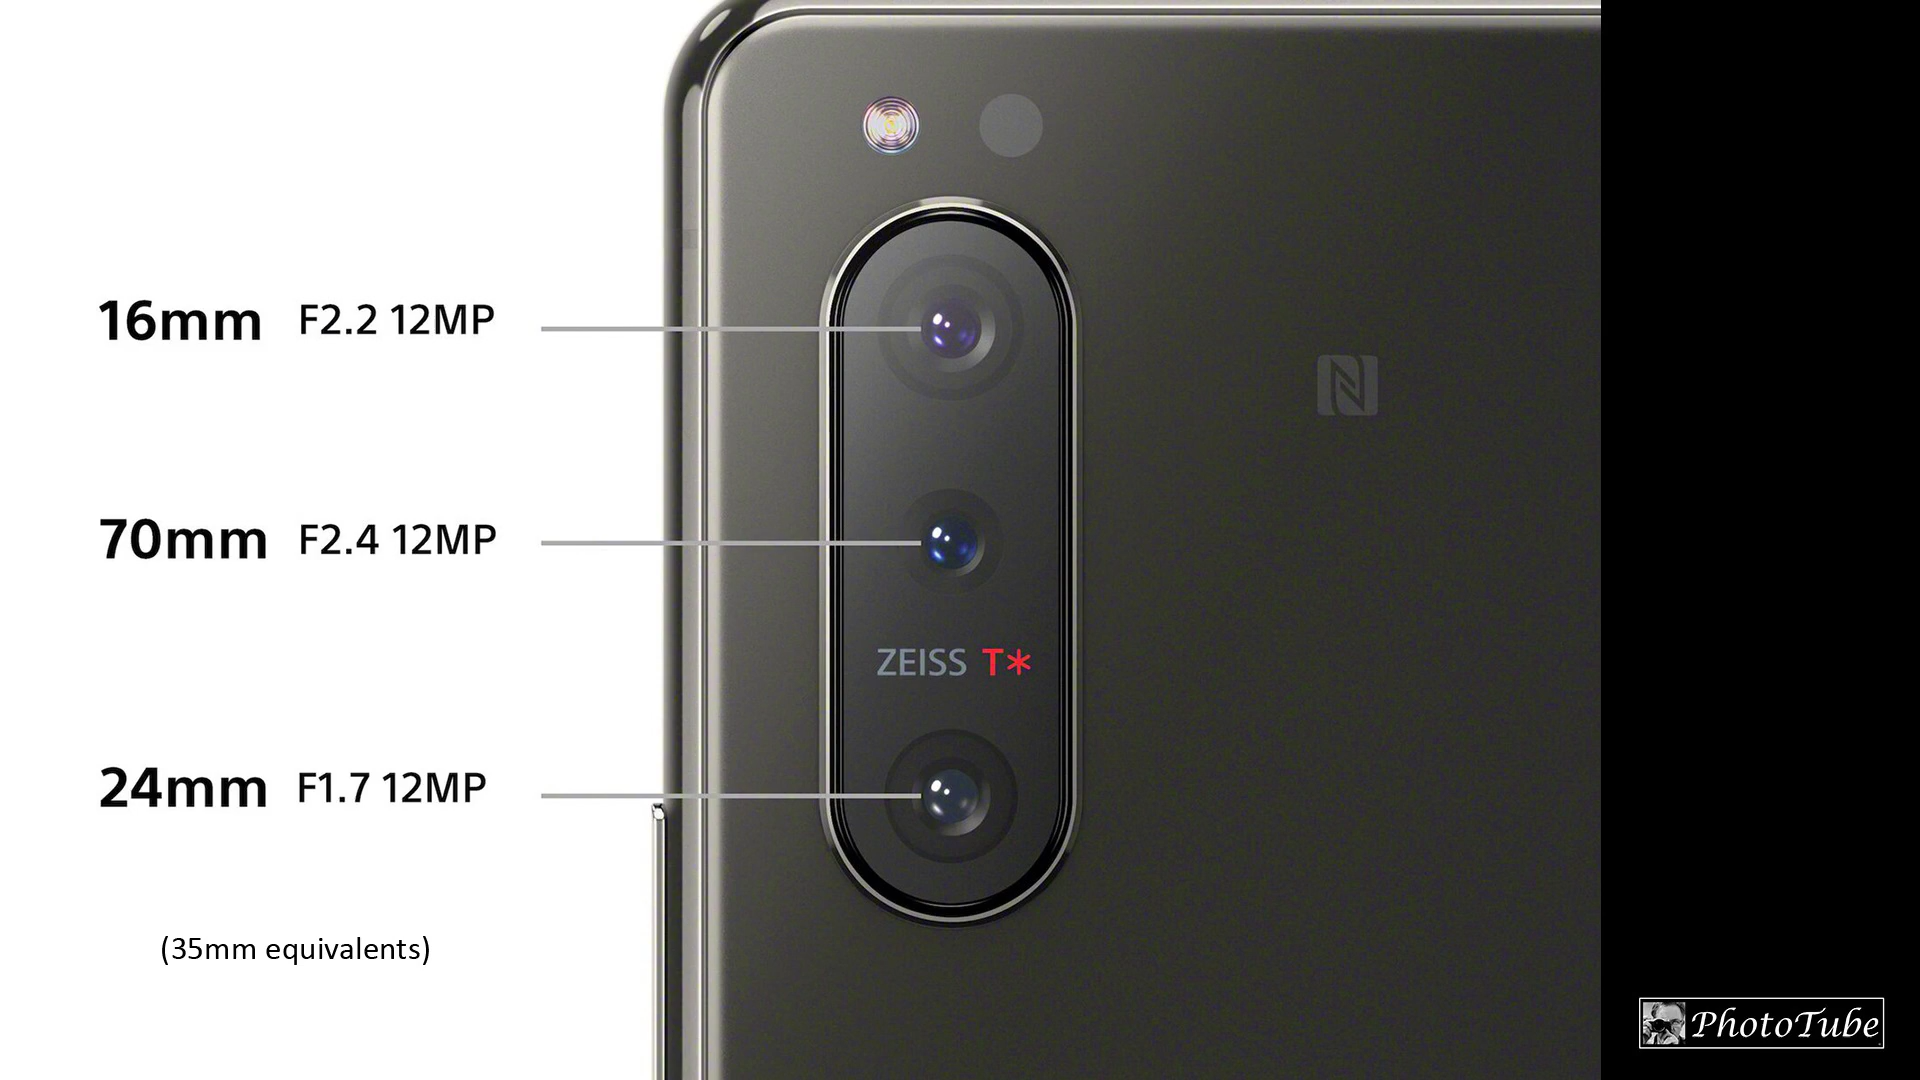 16mm F2.2 12MP
70mm F2.4 12MP
ZEISS T*
24mm F1.7 12MP
(35mm equivalents)
PhotoTube